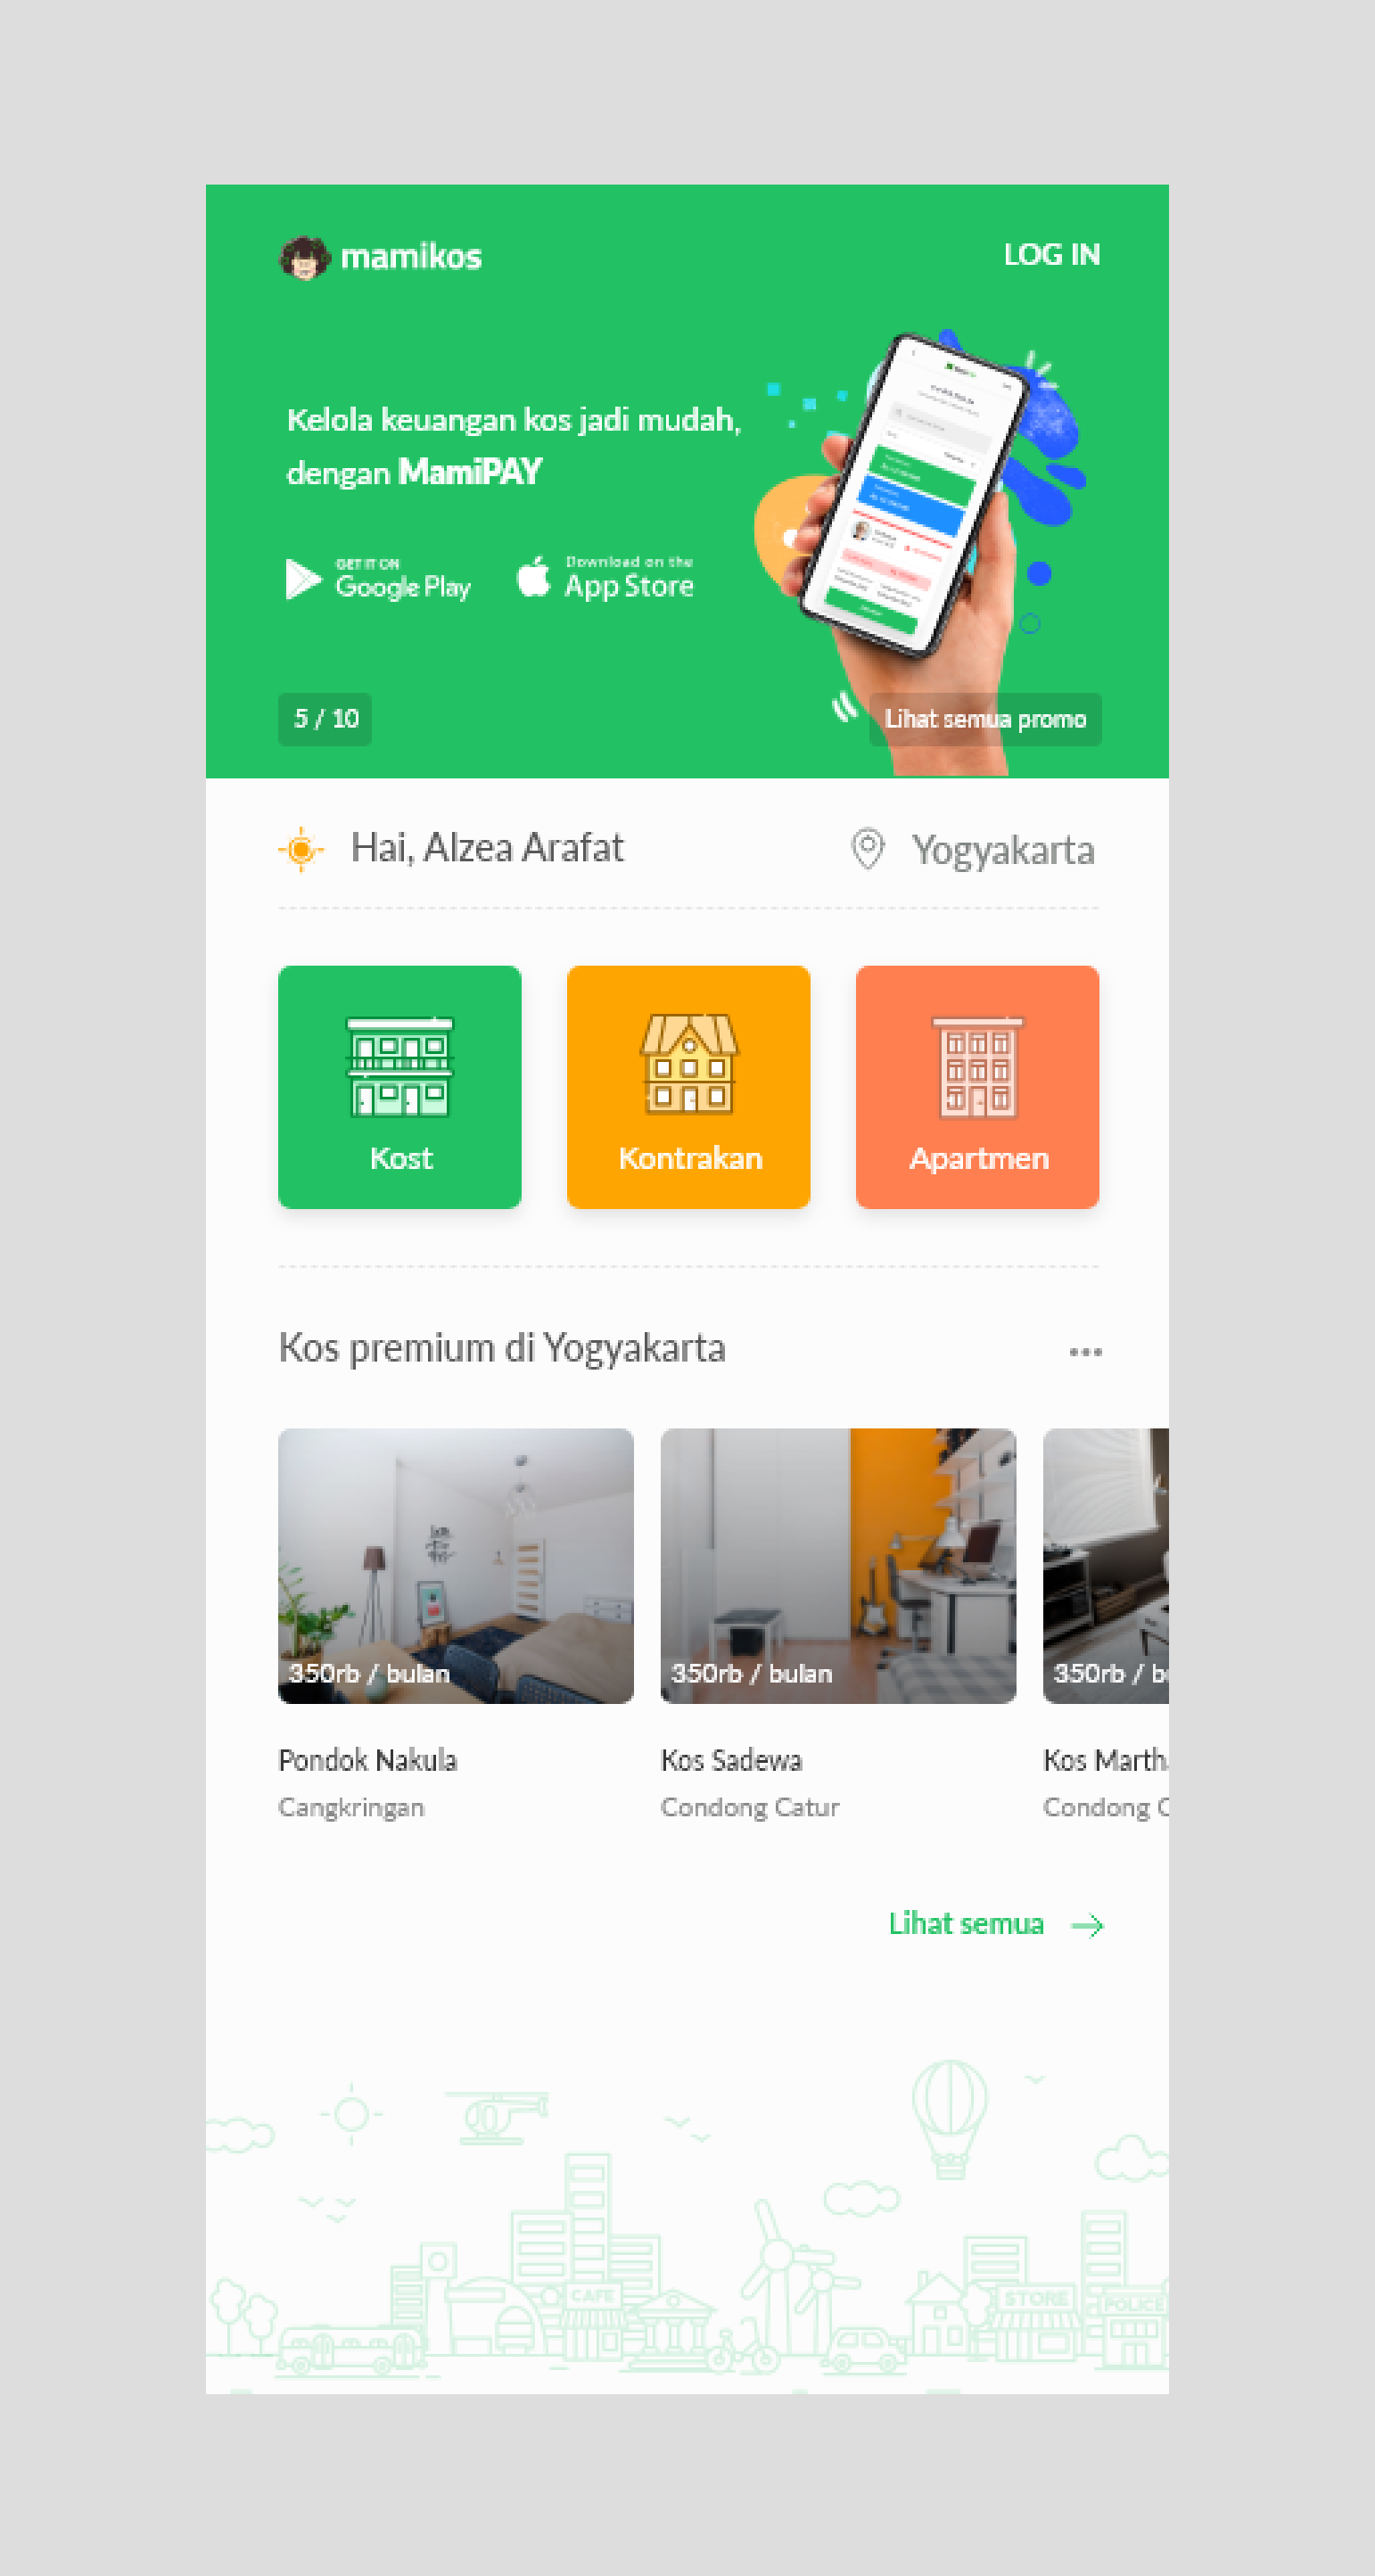 mamikos
LOG IN
Kelola keuangan kos jadi mudah,
dengan MamiPAY
GET IT ON
Google Play
Download on the
App Store
5 / 10
Lihat semua promo
Hai, Alzea Arafat
Yogyakarta
Kost
Kontrakan
Apartmen
Kos premium di Yogyakarta
350rb / bulan
350rb / bulan
350rb / b
Pondok Nakula
Kos Sadewa
Kos Marth
Cangkringan
Condong Catur
Condong C
Lihat semua
CAFE
STORE
POLICE